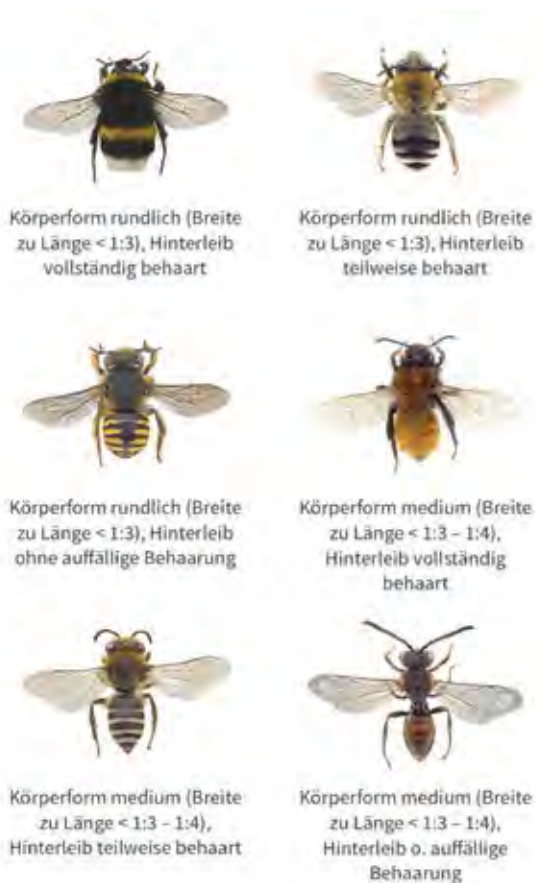 Körperform rundlich (Breite
zu Länge < 1:3), Hinterleib
vollständig behaart
Körperform rundlich (Breite
zu Länge < 1:3), Hinterleib
teilweise behaart
Körperform rundlich (Breite
zu Länge < 1:3), Hinterleib
ohne auffällige Behaarung
Körperform medium (Breite
zu Länge < 1:3 – 1:4),
Hinterleib vollständig
behaart
Körperform medium (Breite
zu Länge < 1:3 – 1:4),
Hinterleib teilweise behaart
Körperform medium (Breite
zu Länge < 1:3 – 1:4),
Hinterleib o. auffällige
Behaarung